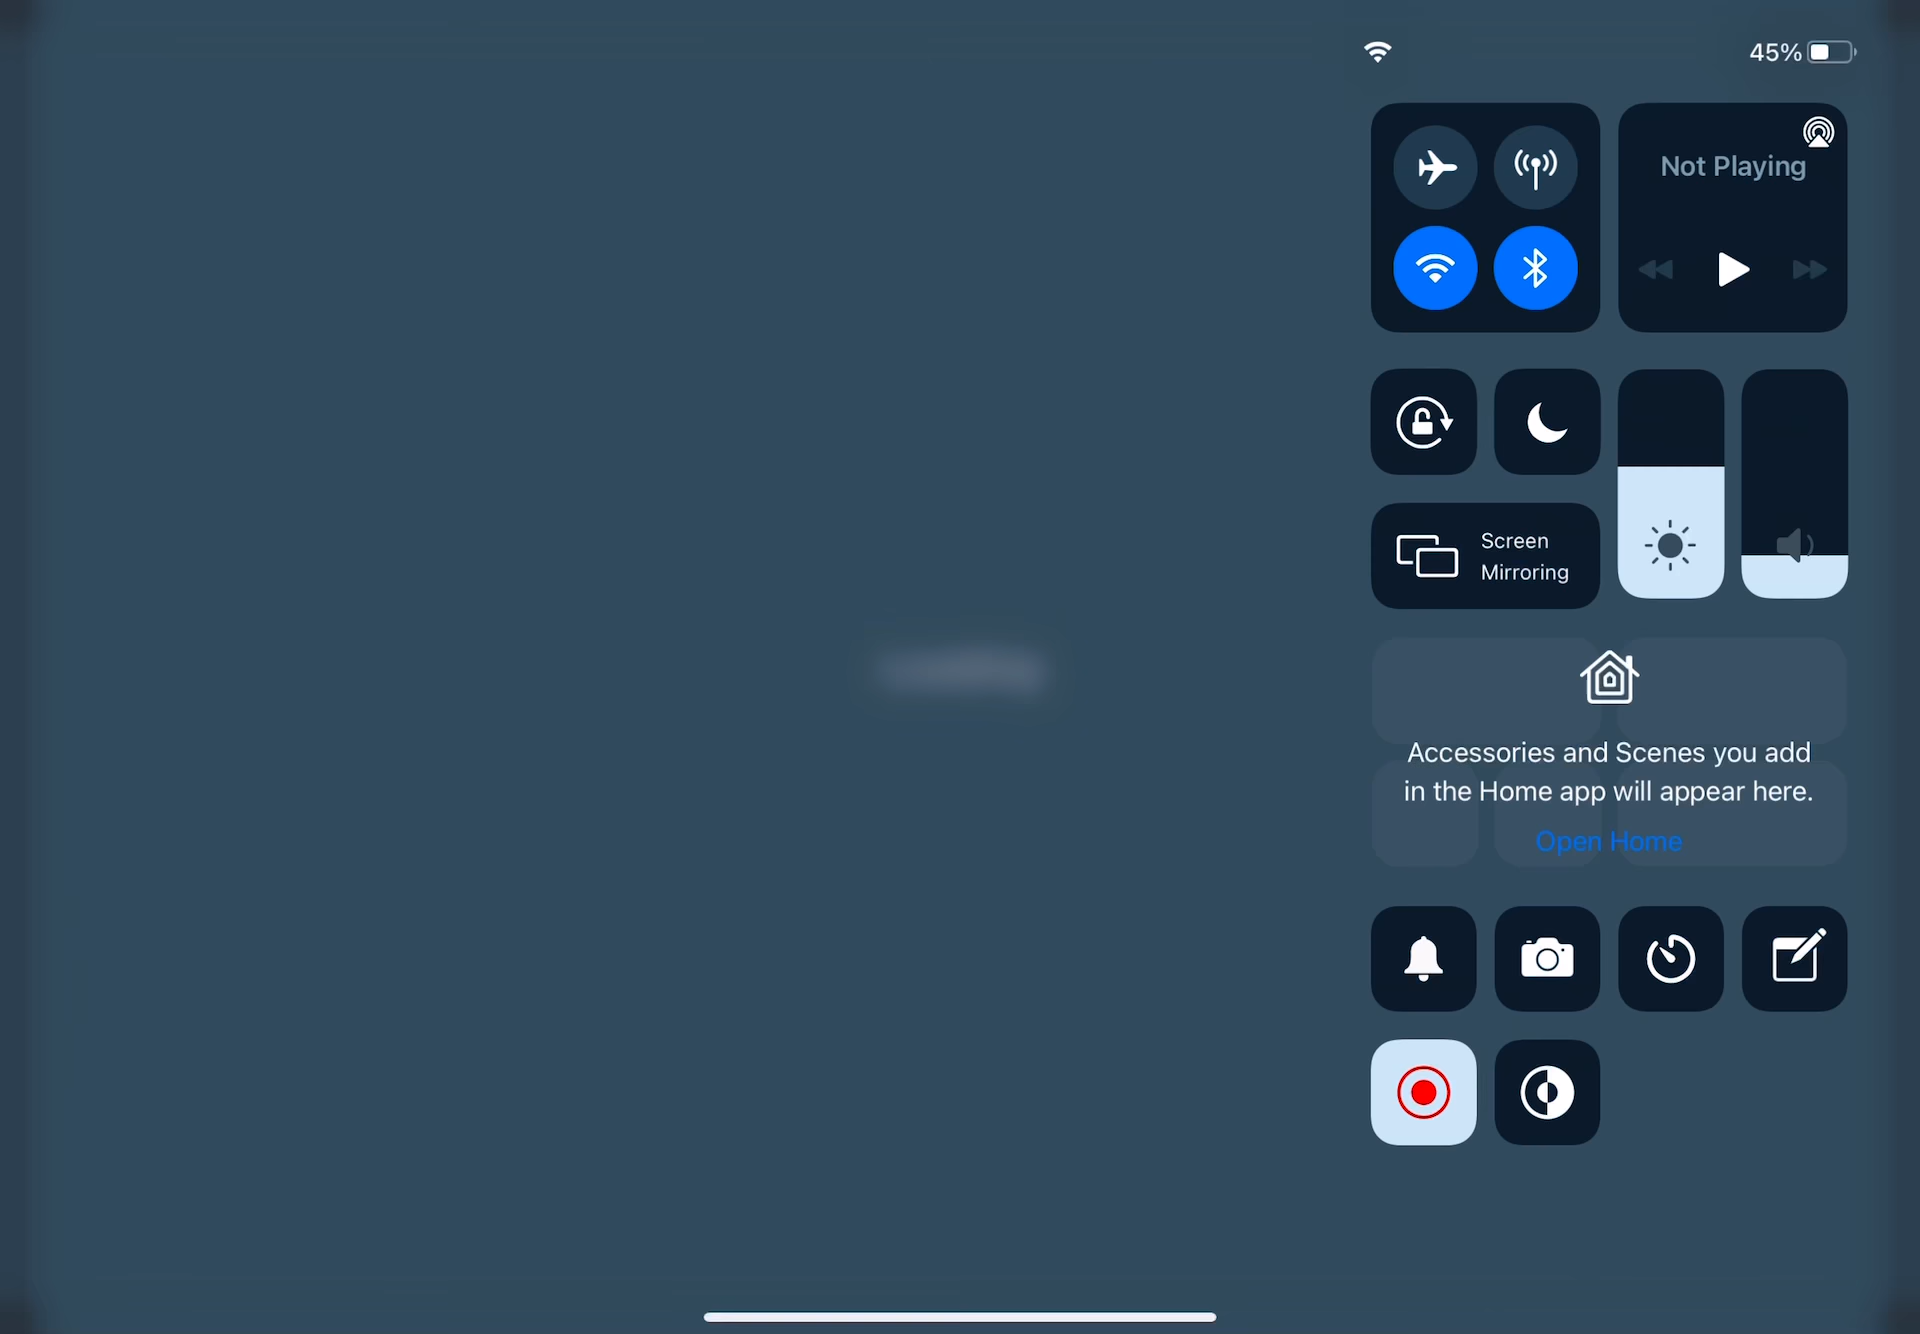 45%
Not Playing
Screen
Mirroring
Accessories and Scenes you add
in the Home app will appear here.
Open Home